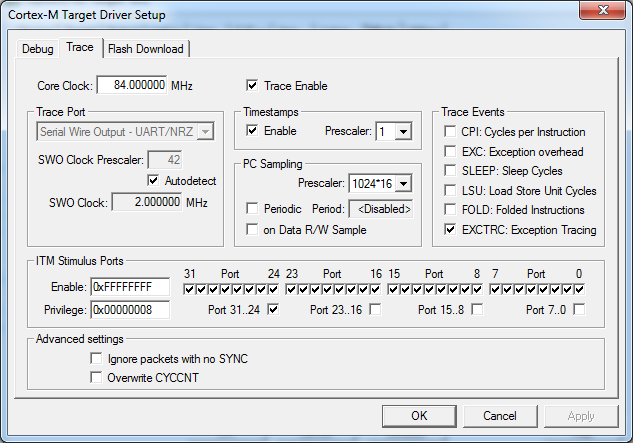 Cortex-M Target Driver Setup
Debug Trace Flash Download
Core Clock: 84.000000 MHz Trace Enable
Trace Port
Serial Wire Output - UART/NRZ
SWO Clock Prescaler: 42
Autodetect
SWO Clock: 2.000000 MHz
Timestamps
Enable Prescaler: 1
PC Sampling
Prescaler: 1024*16
Periodic Period: <Disabled>
on Data R/W Sample
Trace Events
CPI: Cycles per Instruction
EXC: Exception overhead
SLEEP: Sleep Cycles
LSU: Load Store Unit Cycles
FOLD: Folded Instructions
EXCTRC: Exception Tracing
ITM Stimulus Ports
31 Port 24 23 Port 16 15 Port 8 7 Port 0
Enable: 0xFFFFFFFF
Privilege: 0x00000008 Port 31..24 Port 23..16 Port 15..8 Port 7..0
Advanced settings
Ignore packets with no SYNC
Overwrite CYCCNT
OK Cancel Apply